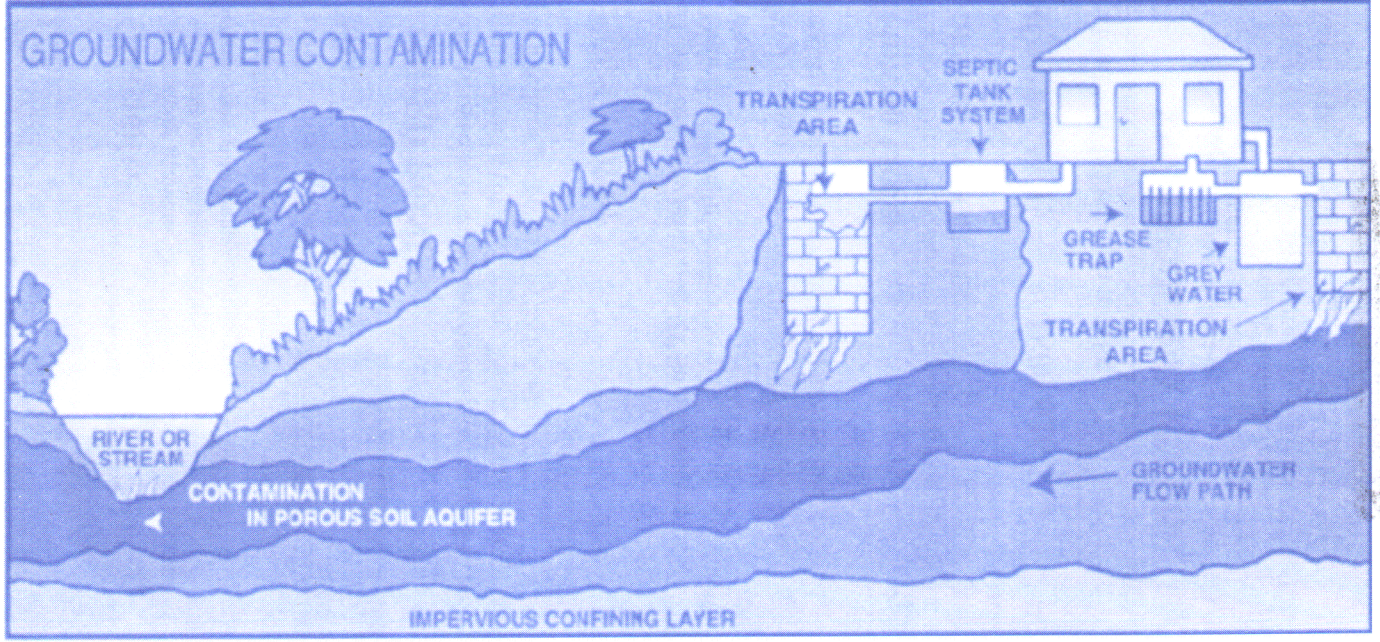 GROUNDWATER CONTAMINATION
SEPTIC
TANK
SYSTEM
TRANSPIRATION
AREA
GREASE
TRAP
GREY
WATER
TRANSPIRATION
AREA
RIVER OR
STREAM
GROUNDWATER
FLOW PATH
CONTAMINATION
IN POROUS SOIL AQUIFER
IMPERVIOUS CONFINING LAYER